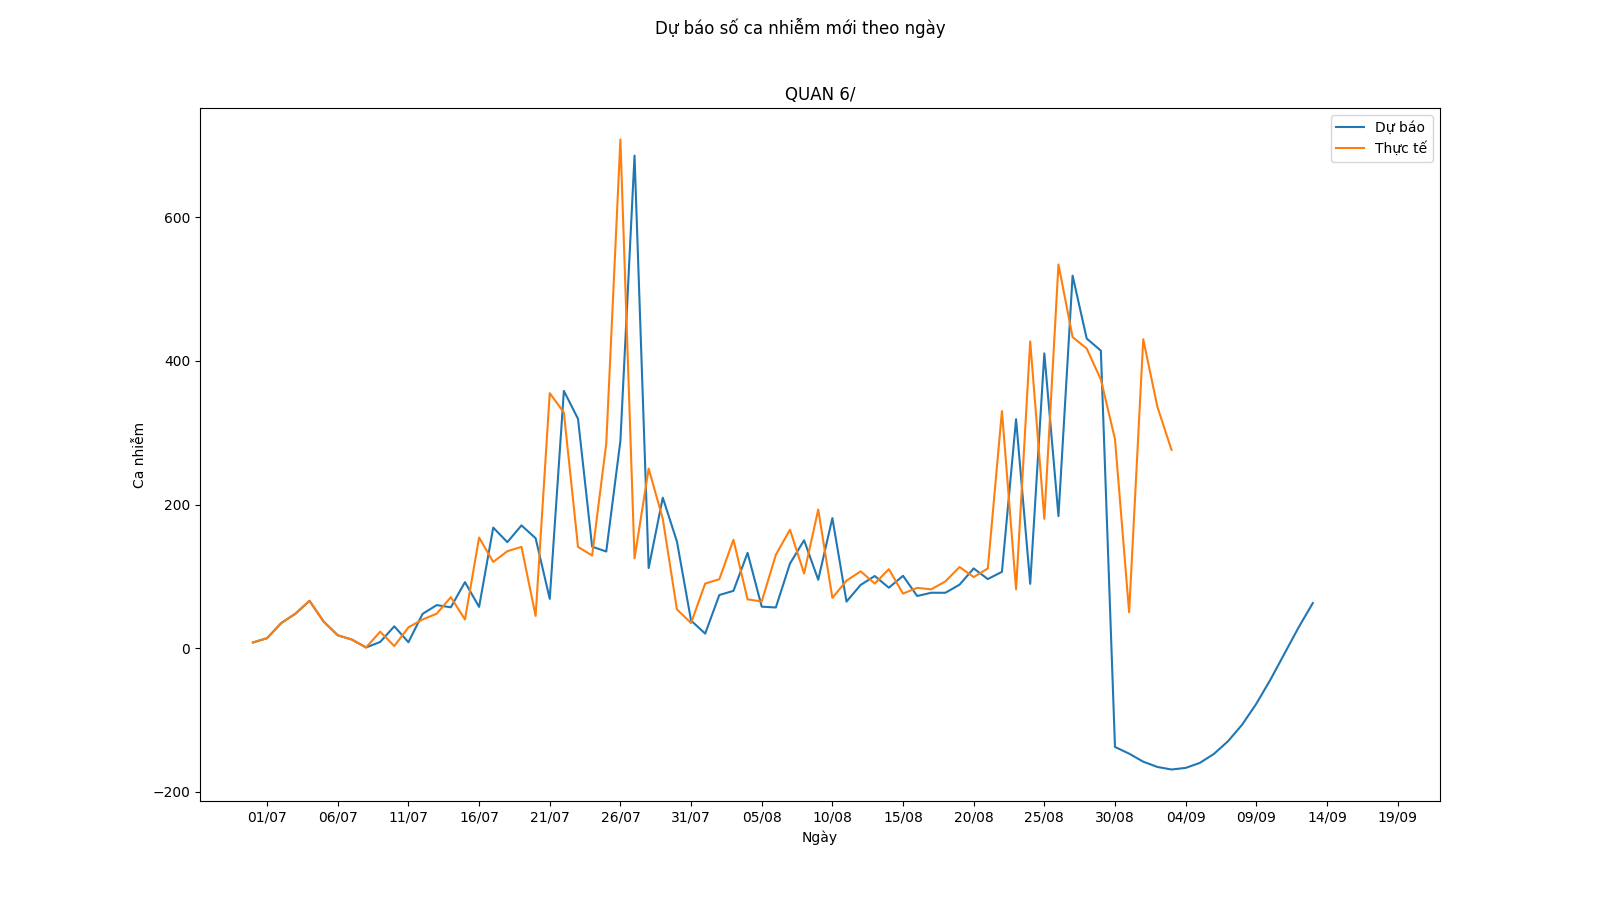 Dự báo số ca nhiễm mới theo ngày
QUAN 6/
Dự báo
Thực tế
Ca nhiễm
600
400
200
0
−200
01/07 06/07 11/07 16/07 21/07 26/07 31/07 05/08 10/08 15/08 20/08 25/08 30/08 04/09 09/09 14/09 19/09
Ngày